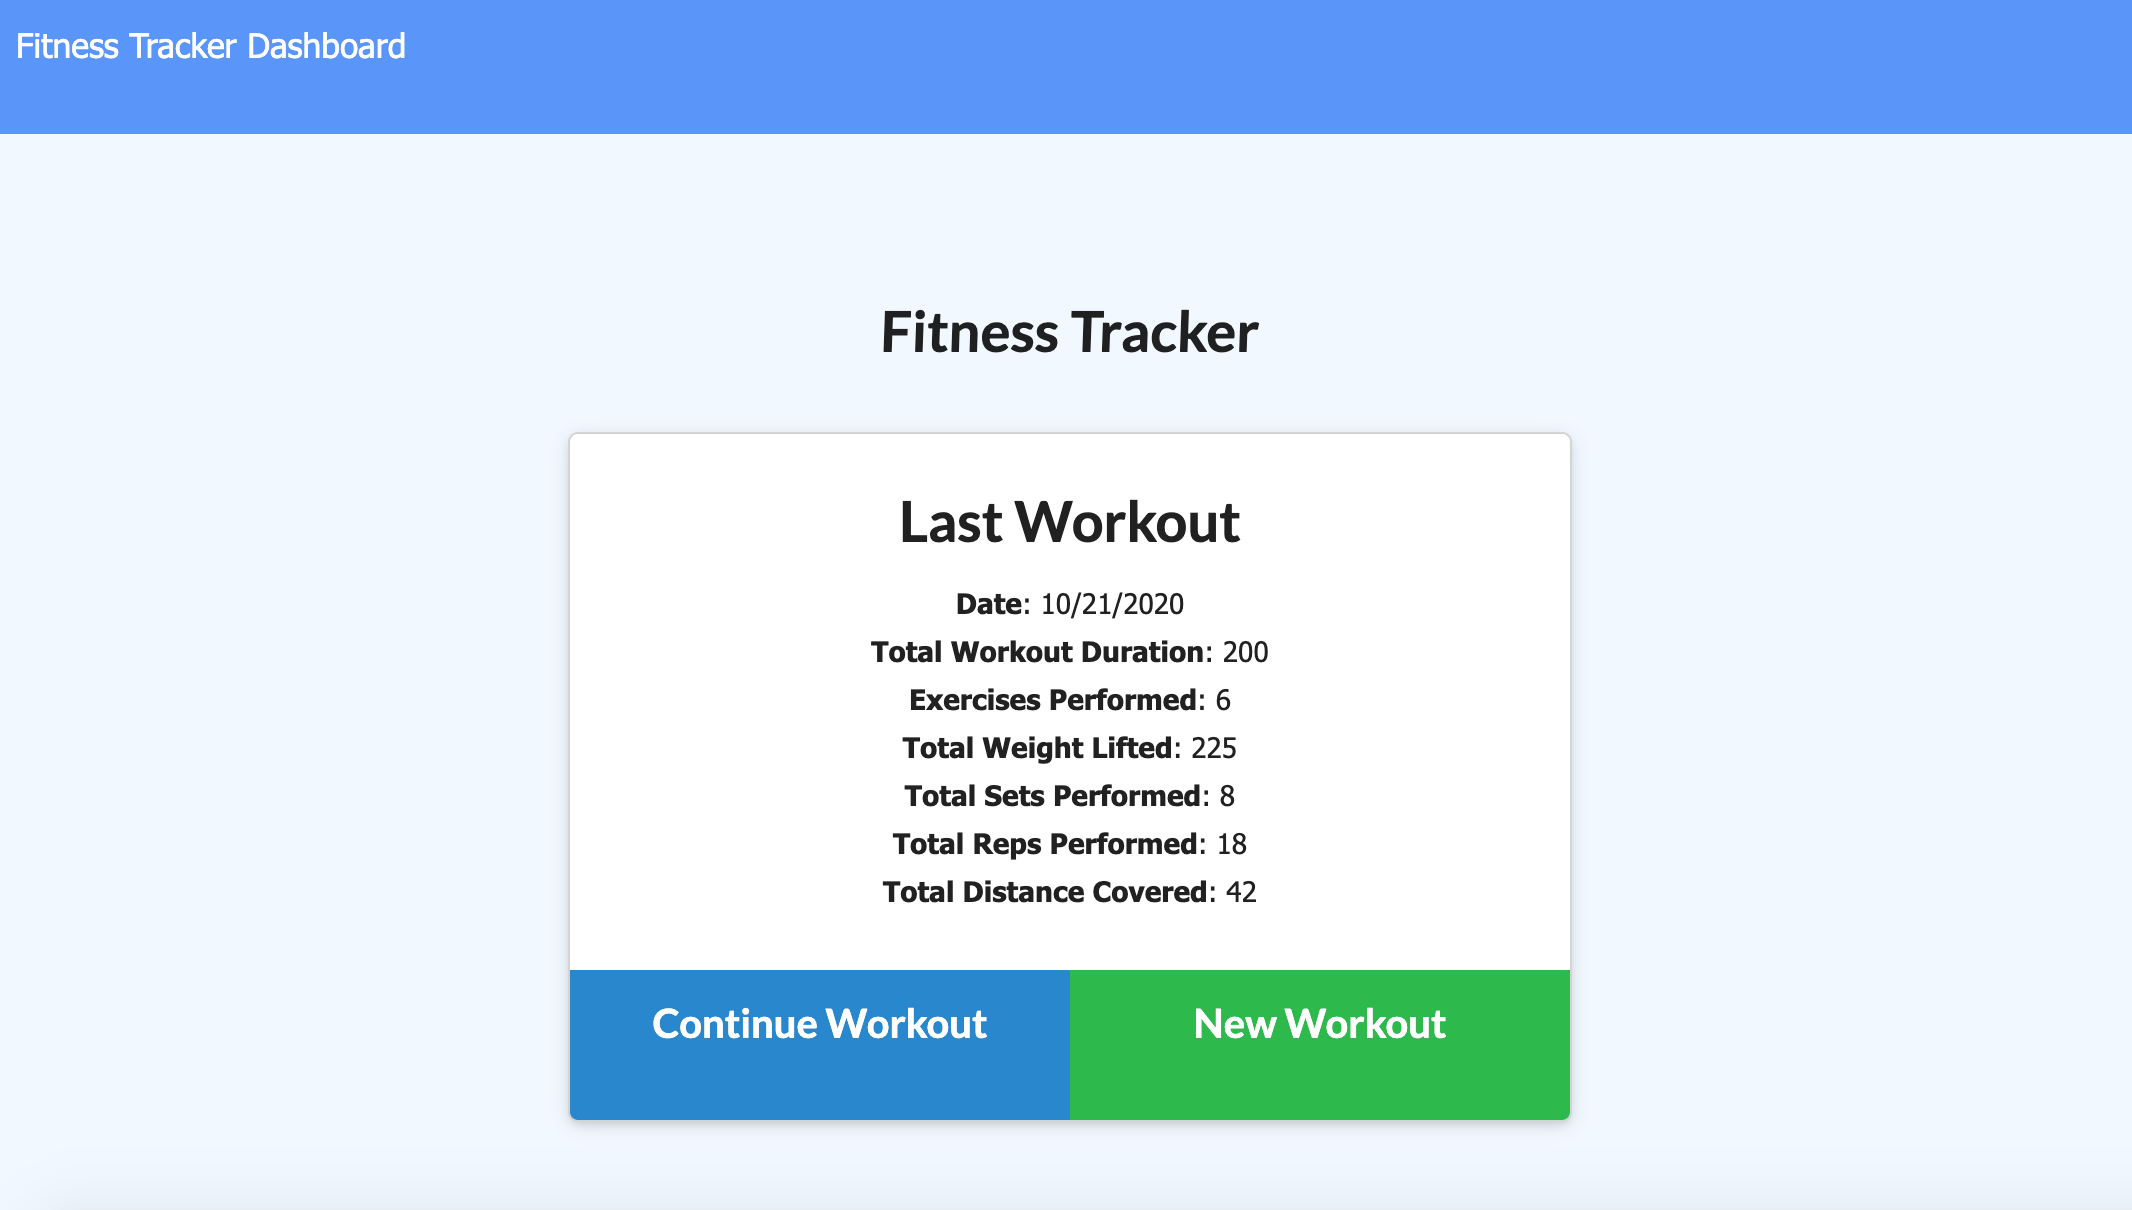 Fitness Tracker Dashboard
Fitness Tracker
Last Workout
Date: 10/21/2020
Total Workout Duration: 200
Exercises Performed: 6
Total Weight Lifted: 225
Total Sets Performed: 8
Total Reps Performed: 18
Total Distance Covered: 42
Continue Workout
New Workout